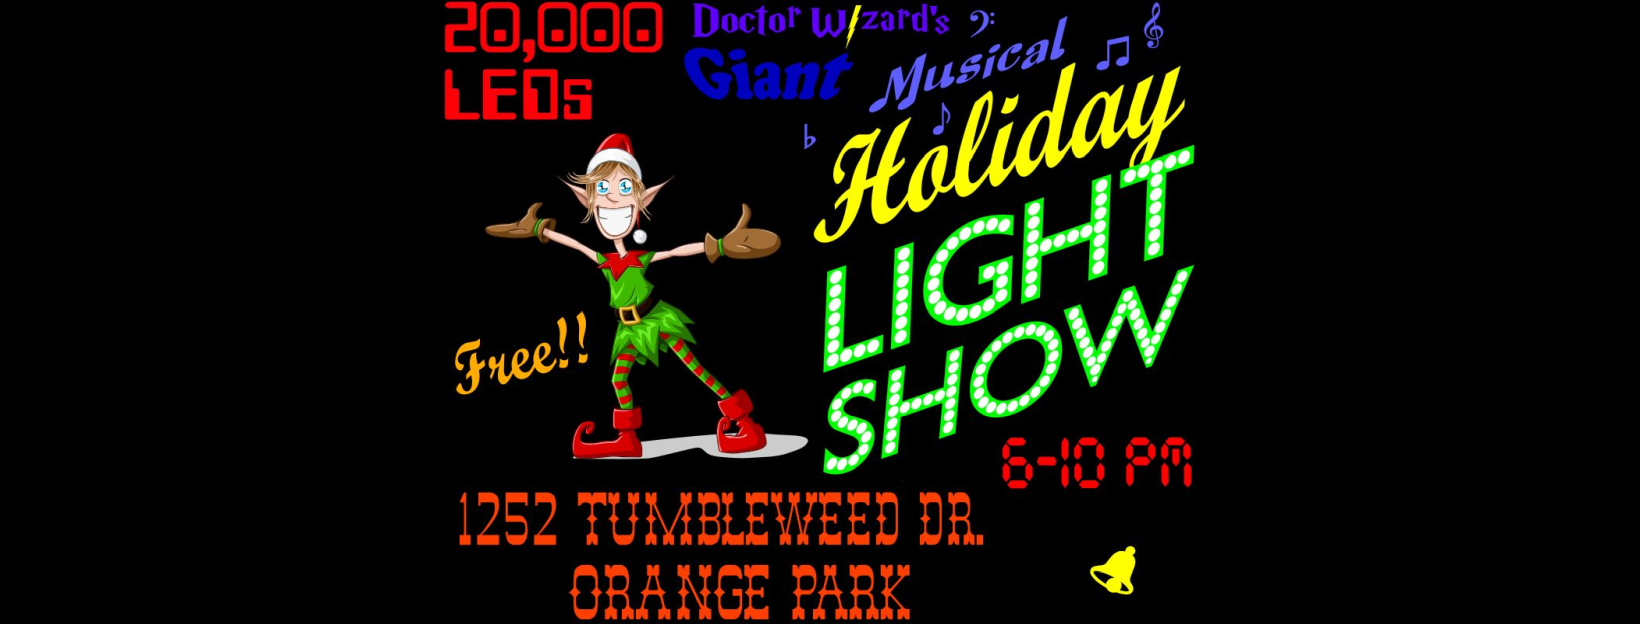 20,000
LEDs
Doctor Wizard's
Giant
Musical
Holiday
LIGHT
SHOW
Free!!
6-10 PM
1252 TUMBLEWEED DR.
ORANGE PARK